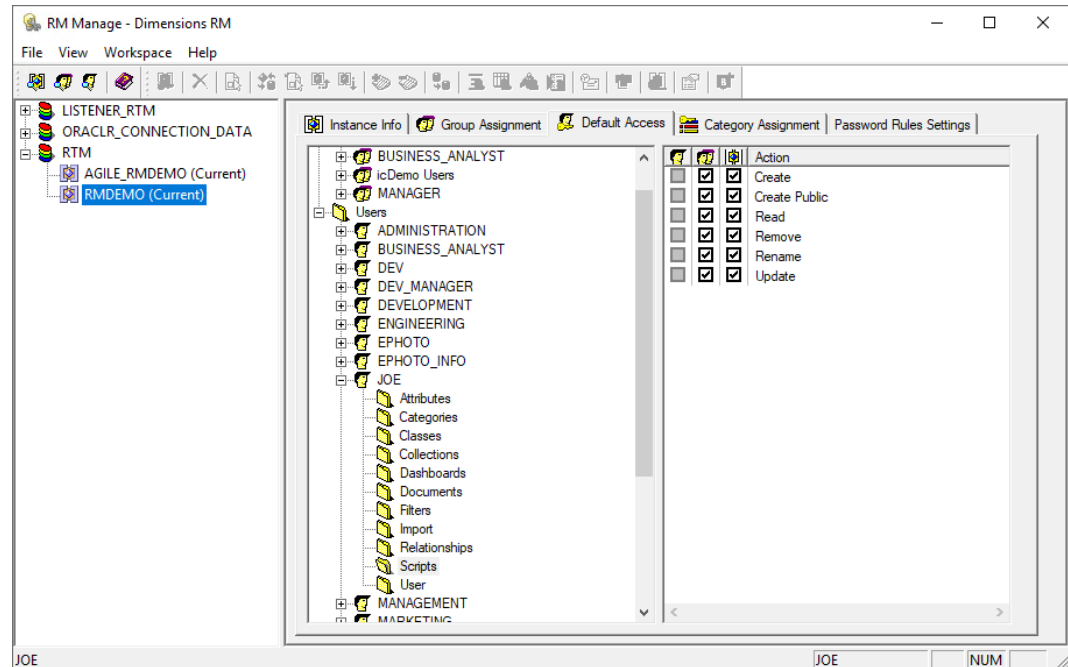 RM Manage - Dimensions RM
File View Workspace Help
LISTENER_RTM
ORACLR_CONNECTION_DATA
RTM
AGILE_RMDEMO (Current)
RMDEMO (Current)
Instance Info Group Assignment Default Access Category Assignment Password Rules Settings
BUSINESS_ANALYST
icDemo Users
MANAGER
Users
ADMINISTRATION
BUSINESS_ANALYST
DEV
DEV_MANAGER
DEVELOPMENT
ENGINEERING
EPHOTO
EPHOTO_INFO
JOE
Attributes
Categories
Classes
Collections
Dashboards
Documents
Filters
Import
Relationships
Scripts
User
MANAGEMENT
MARKETING
Action
Create
Create Public
Read
Remove
Rename
Update
JOE JOE NUM